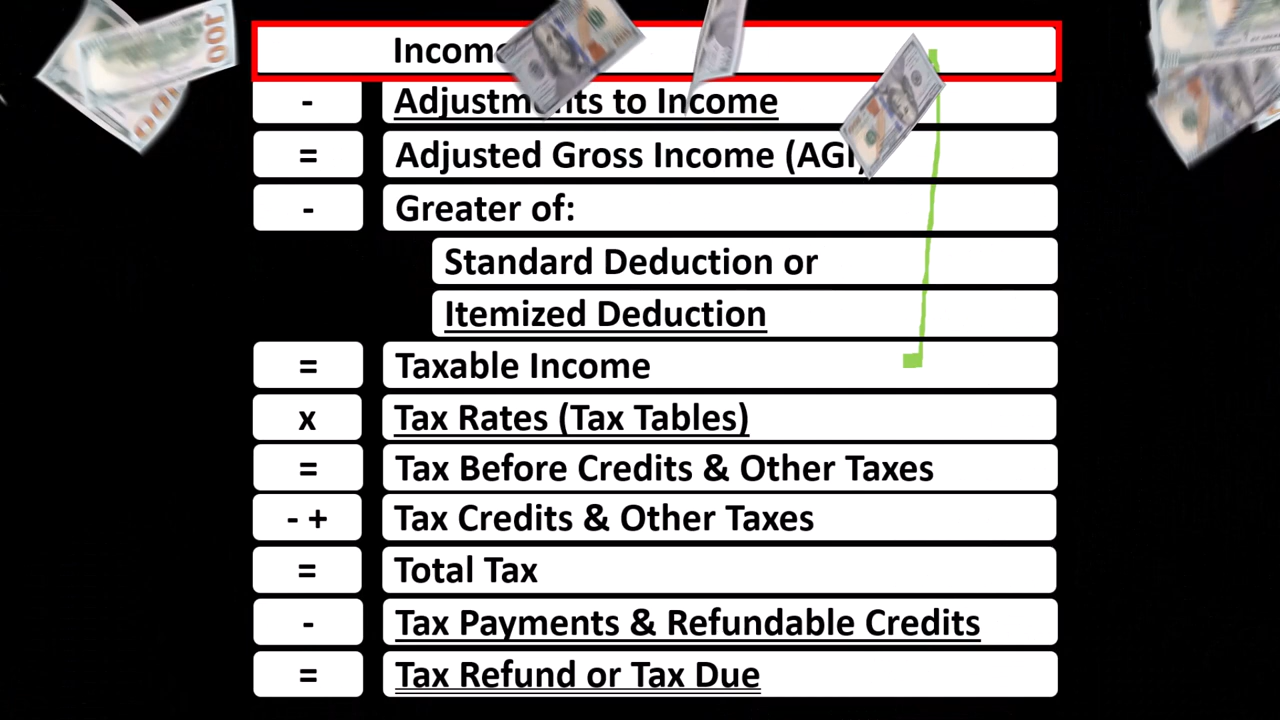 Income
- Adjustments to Income
= Adjusted Gross Income (AGI)
- Greater of:
Standard Deduction or
Itemized Deduction
= Taxable Income
x Tax Rates (Tax Tables)
= Tax Before Credits & Other Taxes
- + Tax Credits & Other Taxes
= Total Tax
- Tax Payments & Refundable Credits
= Tax Refund or Tax Due
100